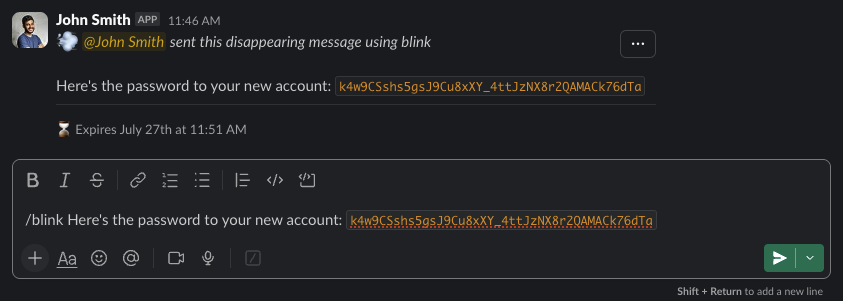 John Smith APP 11:46 AM
@John Smith sent this disappearing message using blink
Here's the password to your new account: k4w9CSshs5gsJ9Cu8xXY_4ttJzNX8r2QAMACk76dTa
Expires July 27th at 11:51 AM
/blink Here's the password to your new account: k4w9CSshs5gsJ9Cu8xXY_4ttJzNX8r2QAMACk76dTa
Aa
Shift + Return to add a new line